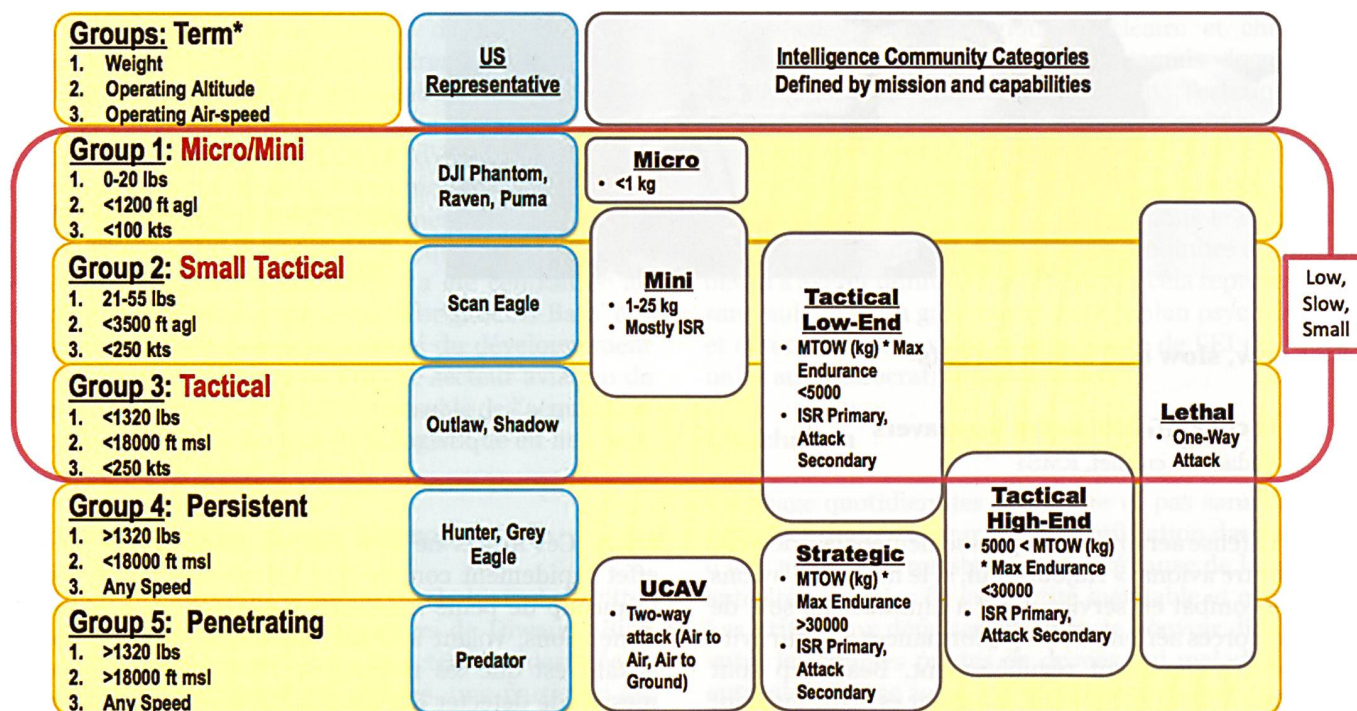 Groups: Term*
1. Weight
2. Operating Altitude
3. Operating Air-speed
US
Representative
Intelligence Community Categories
Defined by mission and capabilities
Group 1: Micro/Mini
1. 0-20 lbs
2. <1200 ft agl
3. <100 kts
DJI Phantom,
Raven, Puma
Micro
• <1 kg
Group 2: Small Tactical
1. 21-55 lbs
2. <3500 ft agl
3. <250 kts
Scan Eagle
Mini
• 1-25 kg
• Mostly ISR
Tactical
Low-End
• MTOW (kg) * Max
Endurance
<5000
• ISR Primary,
Attack
Secondary
Low,
Slow,
Small
Group 3: Tactical
1. <1320 lbs
2. <18000 ft msl
3. <250 kts
Outlaw, Shadow
Lethal
• One-Way
Attack
Group 4: Persistent
1. >1320 lbs
2. <18000 ft msl
3. Any Speed
Hunter, Grey
Eagle
Tactical
High-End
• 5000 < MTOW (kg)
* Max Endurance
<30000
• ISR Primary,
Attack Secondary
Group 5: Penetrating
1. >1320 lbs
2. >18000 ft msl
3. Any Speed
Predator
UCAV
• Two-way
attack (Air to
Air, Air to
Ground)
Strategic
• MTOW (kg) *
Max Endurance
>30000
• ISR Primary,
Attack
Secondary